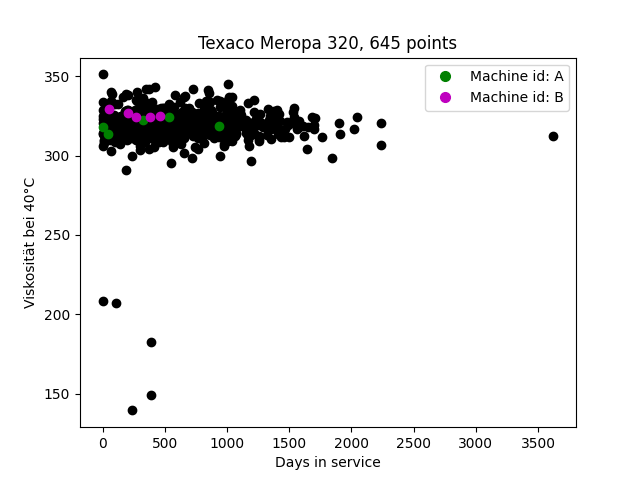 Texaco Meropa 320, 645 points
Machine id: A
Machine id: B
350
300
250
200
150
Viskosität bei 40°C
0
500
1000
1500
2000
2500
3000
3500
Days in service